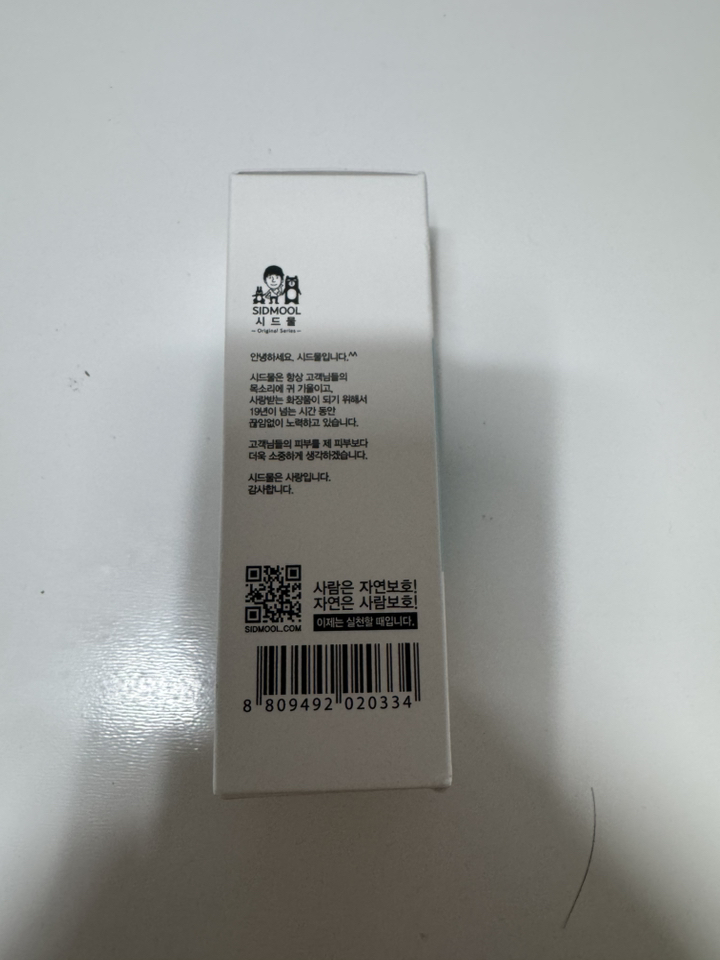 SIDMOOL
시드물
Original Series
안녕하세요, 시드물입니다.^^
시드물은 항상 고객님들의
목소리에 귀 기울이고,
사랑받는 화장품이 되기 위해서
19년이 넘는 시간 동안
끊임없이 노력하고 있습니다.
고객님들의 피부를 제 피부보다
더욱 소중하게 생각하겠습니다.
시드물은 사랑입니다.
감사합니다.
사람은 자연보호!
자연은 사람보호!
이제는 실천할 때입니다.
SIDMOOL.COM
8 809492 020334